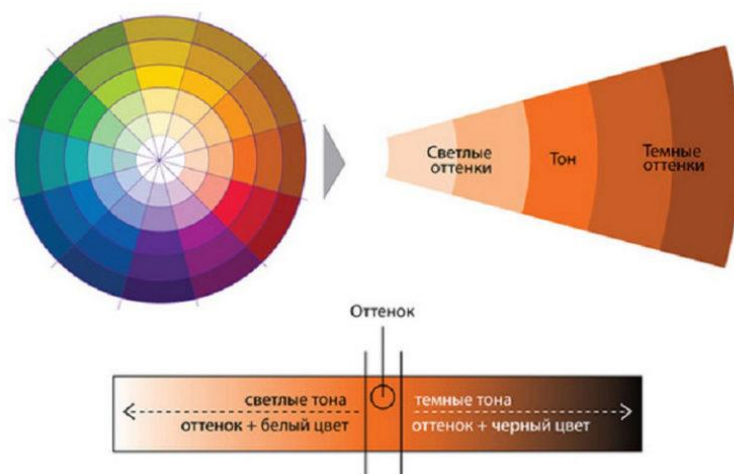 Светлые
оттенки
Тон
Темные
оттенки
Оттенок
светлые тона
оттенок + белый цвет
темные тона
оттенок + черный цвет